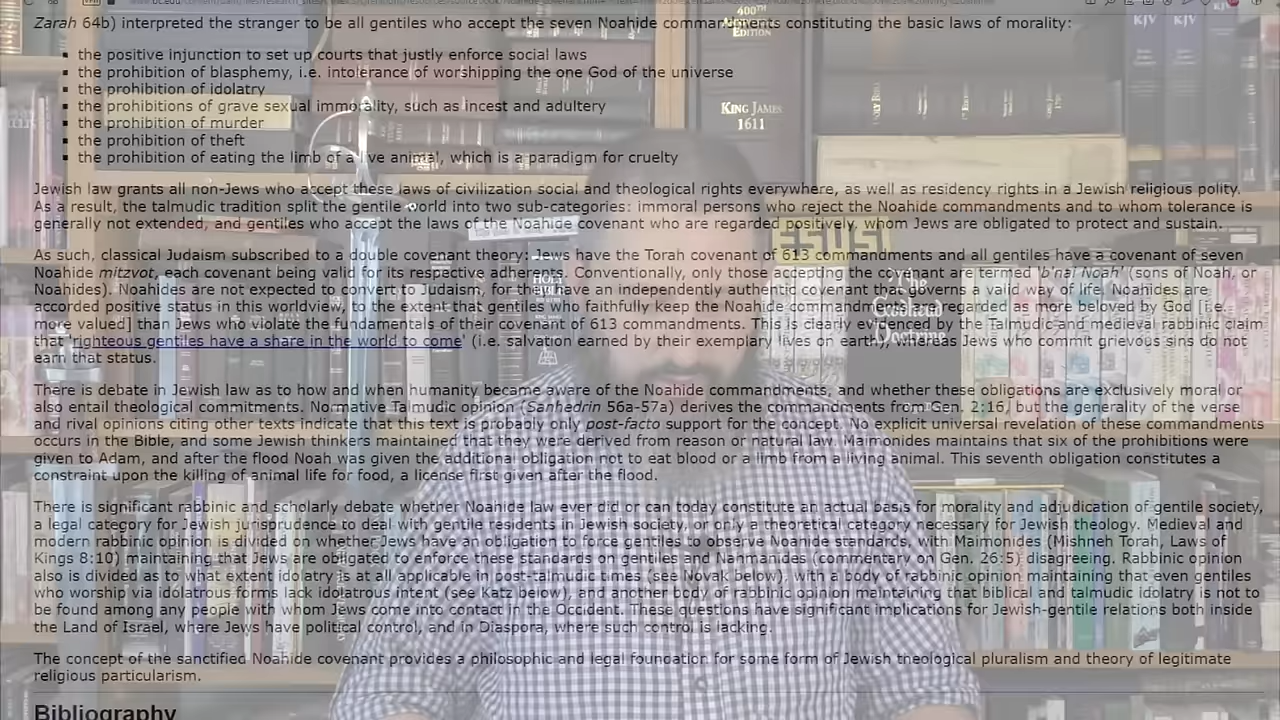 Zarah 64b) interpreted the stranger to be all gentiles who accept the seven Noahide commandments constituting the basic laws of morality:
the positive injunction to set up courts that justly enforce social laws
the prohibition of blasphemy, i.e. intolerance of worshipping the one God of the universe
the prohibition of idolatry
the prohibitions of grave sexual immorality, such as incest and adultery
the prohibition of murder
the prohibition of theft
the prohibition of eating the limb of a live animal, which is a paradigm for cruelty
Jewish law grants all non-Jews who accept these laws of civilization social and theological rights everywhere, as well as residency rights in a Jewish religious polity.
As a result, the talmudic tradition split the gentile world into two sub-categories: immoral persons who reject the Noahide commandments and to whom tolerance is
generally not extended, and gentiles who accept the laws of the Noahide covenant who are regarded positively, whom Jews are obligated to protect and sustain.
As such, classical Judaism subscribed to a double covenant theory: Jews have the Torah covenant of 613 commandments and all gentiles have a covenant of seven
Noahide mitzvot, each covenant being valid for its respective adherents. Conventionally, only those accepting the covenant are termed 'b'nai Noah' (sons of Noah, or
Noahides). Noahides are not expected to convert to Judaism, for they have an independently authentic covenant that governs a valid way of life. Noahides are
accorded positive status in this worldview, to the extent that gentiles who faithfully keep the Noahide commandments are regarded as more beloved by God [i.e.
more valued] than Jews who violate the fundamentals of their covenant of 613 commandments. This is clearly evidenced by the Talmudic and medieval rabbinic claim
that 'righteous gentiles have a share in the world to come' (i.e. salvation earned by their exemplary lives on earth), whereas Jews who commit grievous sins do not
earn that status.
There is debate in Jewish law as to how and when humanity became aware of the Noahide commandments, and whether these obligations are exclusively moral or
also entail theological commitments. Normative Talmudic opinion (Sanhedrin 56a-57a) derives the commandments from Gen. 2:16, but the generality of the verse
and rival opinions citing other texts indicate that this text is probably only post-facto support for the concept. No explicit universal revelation of these commandments
occurs in the Bible, and some Jewish thinkers maintained that they were derived from reason or natural law. Maimonides maintains that six of the prohibitions were
given to Adam, and after the flood Noah was given the additional obligation not to eat blood or a limb from a living animal. This seventh obligation constitutes a
constraint upon the killing of animal life for food, a license first given after the flood.
There is significant rabbinic and scholarly debate whether Noahide law ever did or can today constitute an actual basis for morality and adjudication of gentile society,
a legal category for Jewish jurisprudence to deal with gentile residents in Jewish society, or only a theoretical category necessary for Jewish theology. Medieval and
modern rabbinic opinion is divided on whether Jews have an obligation to force gentiles to observe Noahide standards, with Maimonides (Mishneh Torah, Laws of
Kings 8:10) maintaining that Jews are obligated to enforce these standards on gentiles and Nahmanides (commentary on Gen. 26:5) disagreeing. Rabbinic opinion
also is divided as to what extent idolatry is at all applicable in post-talmudic times (see Novak below), with a body of rabbinic opinion maintaining that even gentiles
who worship via idolatrous forms lack idolatrous intent (see Katz below), and another body of rabbinic opinion maintaining that biblical and talmudic idolatry is not to
be found among any people with whom Jews come into contact in the Occident. These questions have significant implications for Jewish-gentile relations both inside
the Land of Israel, where Jews have political control, and in Diaspora, where such control is lacking.
The concept of the sanctified Noahide covenant provides a philosophic and legal foundation for some form of Jewish theological pluralism and theory of legitimate
religious particularism.
Bibliography
400TH
ANNIVERSARY
EDITION
KING JAMES
1611
KJV
KJV
KJV
HOLY
BIBLE